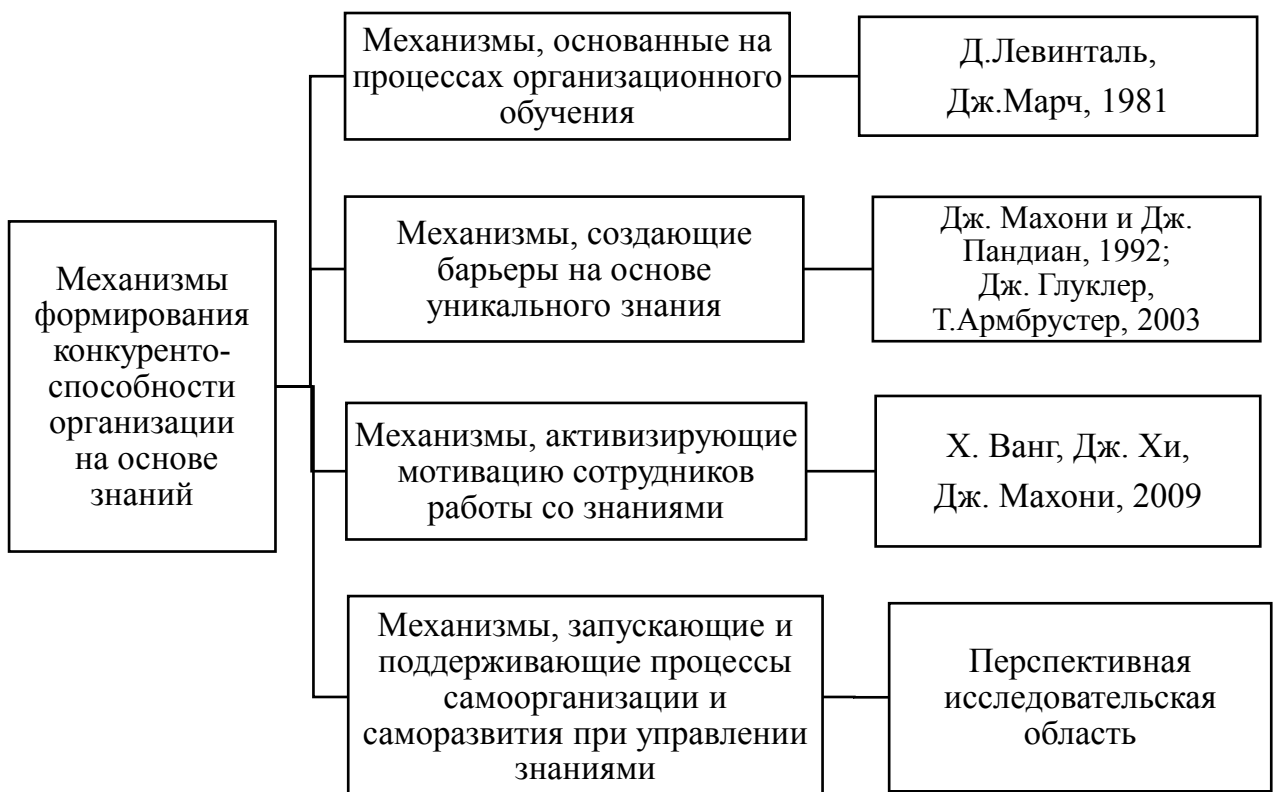 Механизмы
формирования
конкуренто-
способности
организации
на основе
знаний
Механизмы, основанные на
процессах организационного
обучения
Д.Левинталь,
Дж.Марч, 1981
Механизмы, создающие
барьеры на основе
уникального знания
Дж. Махони и Дж.
Пандиан, 1992;
Дж. Глуклер,
Т.Армбрустер, 2003
Механизмы, активизирующие
мотивацию сотрудников
работы со знаниями
Х. Ванг, Дж. Хи,
Дж. Махони, 2009
Механизмы, запускающие и
поддерживающие процессы
самоорганизации и
саморазвития при управлении
знаниями
Перспективная
исследовательская
область